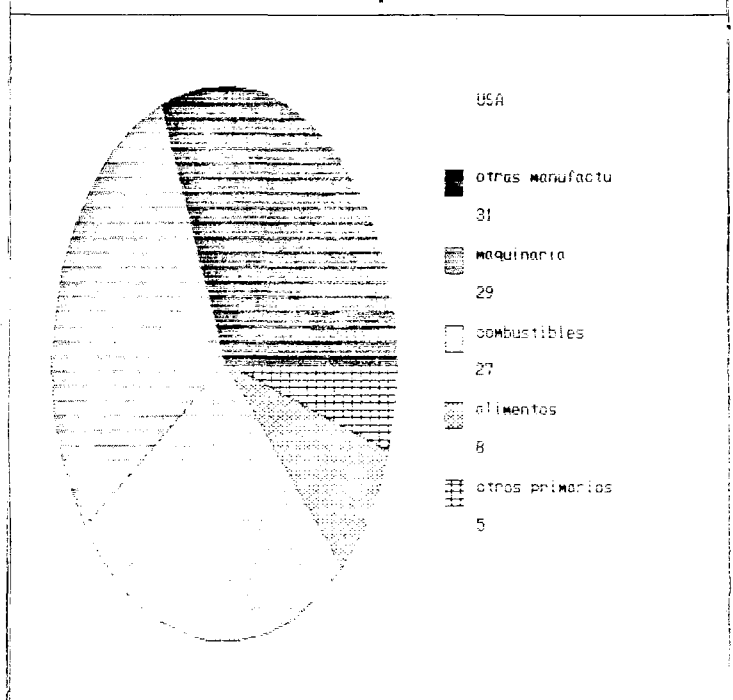 USA
otras manufactu
31
maquinaria
29
combustibles
27
alimentos
8
otros primarios
5